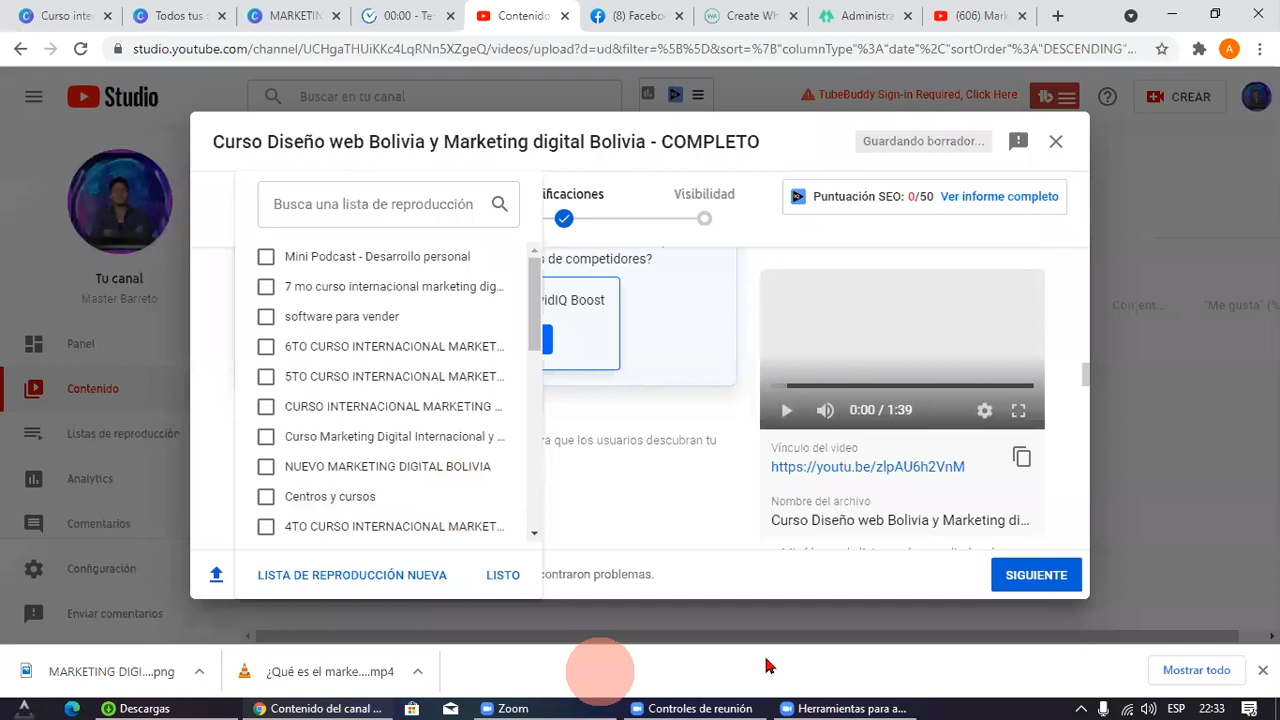 Curso inter
Todos tus c
MARKETING
00:00 - Te
Contenido
(8) Facebo
Create Wh
Administra
(606) Mark
studio.youtube.com/channel/UCHgaTHUiKKc4LqRNn5XZgeQ/videos/upload?d=ud&filter=%5B%5D&sort=%7B"columnType"%3A"date"%2C"sortOrder"%3A"DESCENDING"...
A
Studio
Buscar en tu canal
TubeBuddy Sign-in Required, Click Here
tb
CREAR
Curso Diseño web Bolivia y Marketing digital Bolivia - COMPLETO
Guardando borrador...
Busca una lista de reproducción
ificaciones
Visibilidad
Puntuación SEO: 0/50 Ver informe completo
Mini Podcast - Desarrollo personal
7 mo curso internacional marketing dig...
software para vender
6TO CURSO INTERNACIONAL MARKET...
5TO CURSO INTERNACIONAL MARKET...
CURSO INTERNACIONAL MARKETING ...
Curso Marketing Digital Internacional y ...
NUEVO MARKETING DIGITAL BOLIVIA
Centros y cursos
4TO CURSO INTERNACIONAL MARKET...
LISTA DE REPRODUCCIÓN NUEVA
LISTO
s de competidores?
vidIQ Boost
ra que los usuarios descubran tu
contraron problemas.
0:00 / 1:39
Vínculo del video
https://youtu.be/zlpAU6h2VnM
Nombre del archivo
Curso Diseño web Bolivia y Marketing di...
SIGUIENTE
Tu canal
Master Barreto
Panel
Contenido
Listas de reproducción
Analytics
Comentarios
Configuración
Enviar comentarios
Coment...
"Me gusta" (%
MARKETING DIGI....png
¿Qué es el marke....mp4
Mostrar todo
Descargas
Contenido del canal ...
Zoom
Controles de reunión
Herramientas para a...
ESP
22:33